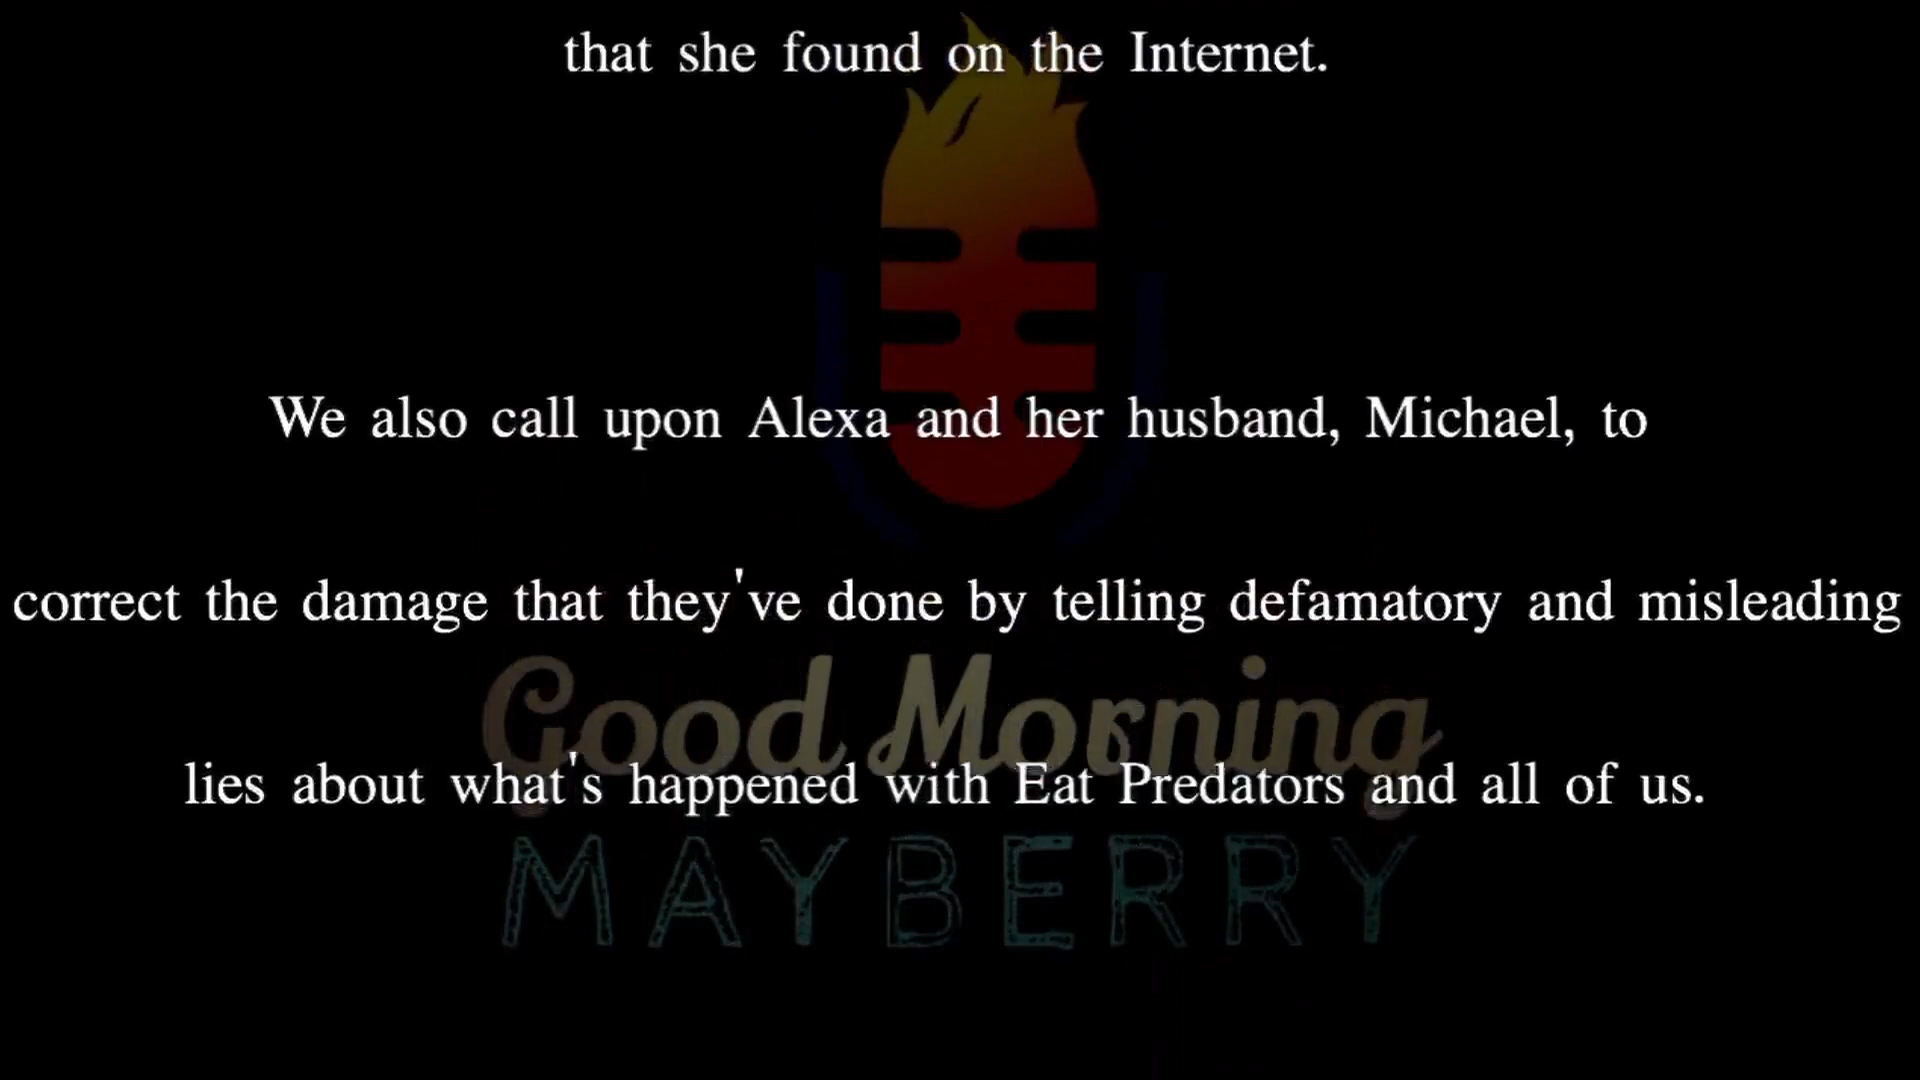 that she found on the Internet.
We also call upon Alexa and her husband, Michael, to
correct the damage that they've done by telling defamatory and misleading
Good Morning
lies about what's happened with Eat Predators and all of us.
MAYBERRY